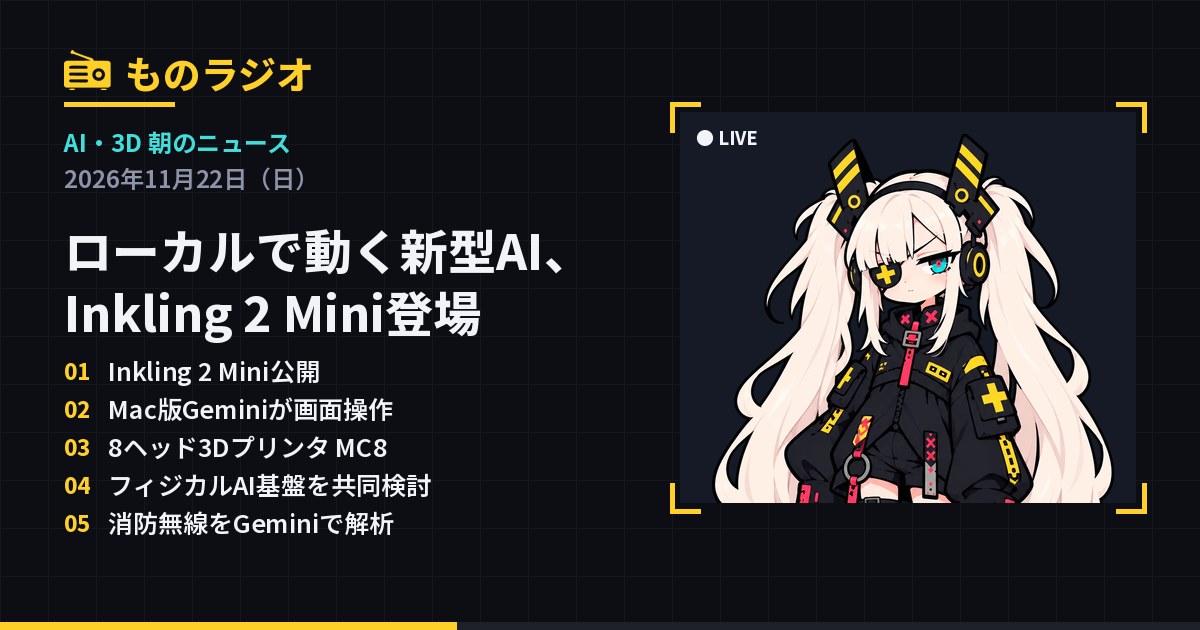 ものラジオ
AI・3D 朝のニュース
2026年11月22日（日）
ローカルで動く新型AI、
Inkling 2 Mini登場
01 Inkling 2 Mini公開
02 Mac版Geminiが画面操作
03 8ヘッド3Dプリンタ MC8
04 フィジカルAI基盤を共同検討
05 消防無線をGeminiで解析
LIVE